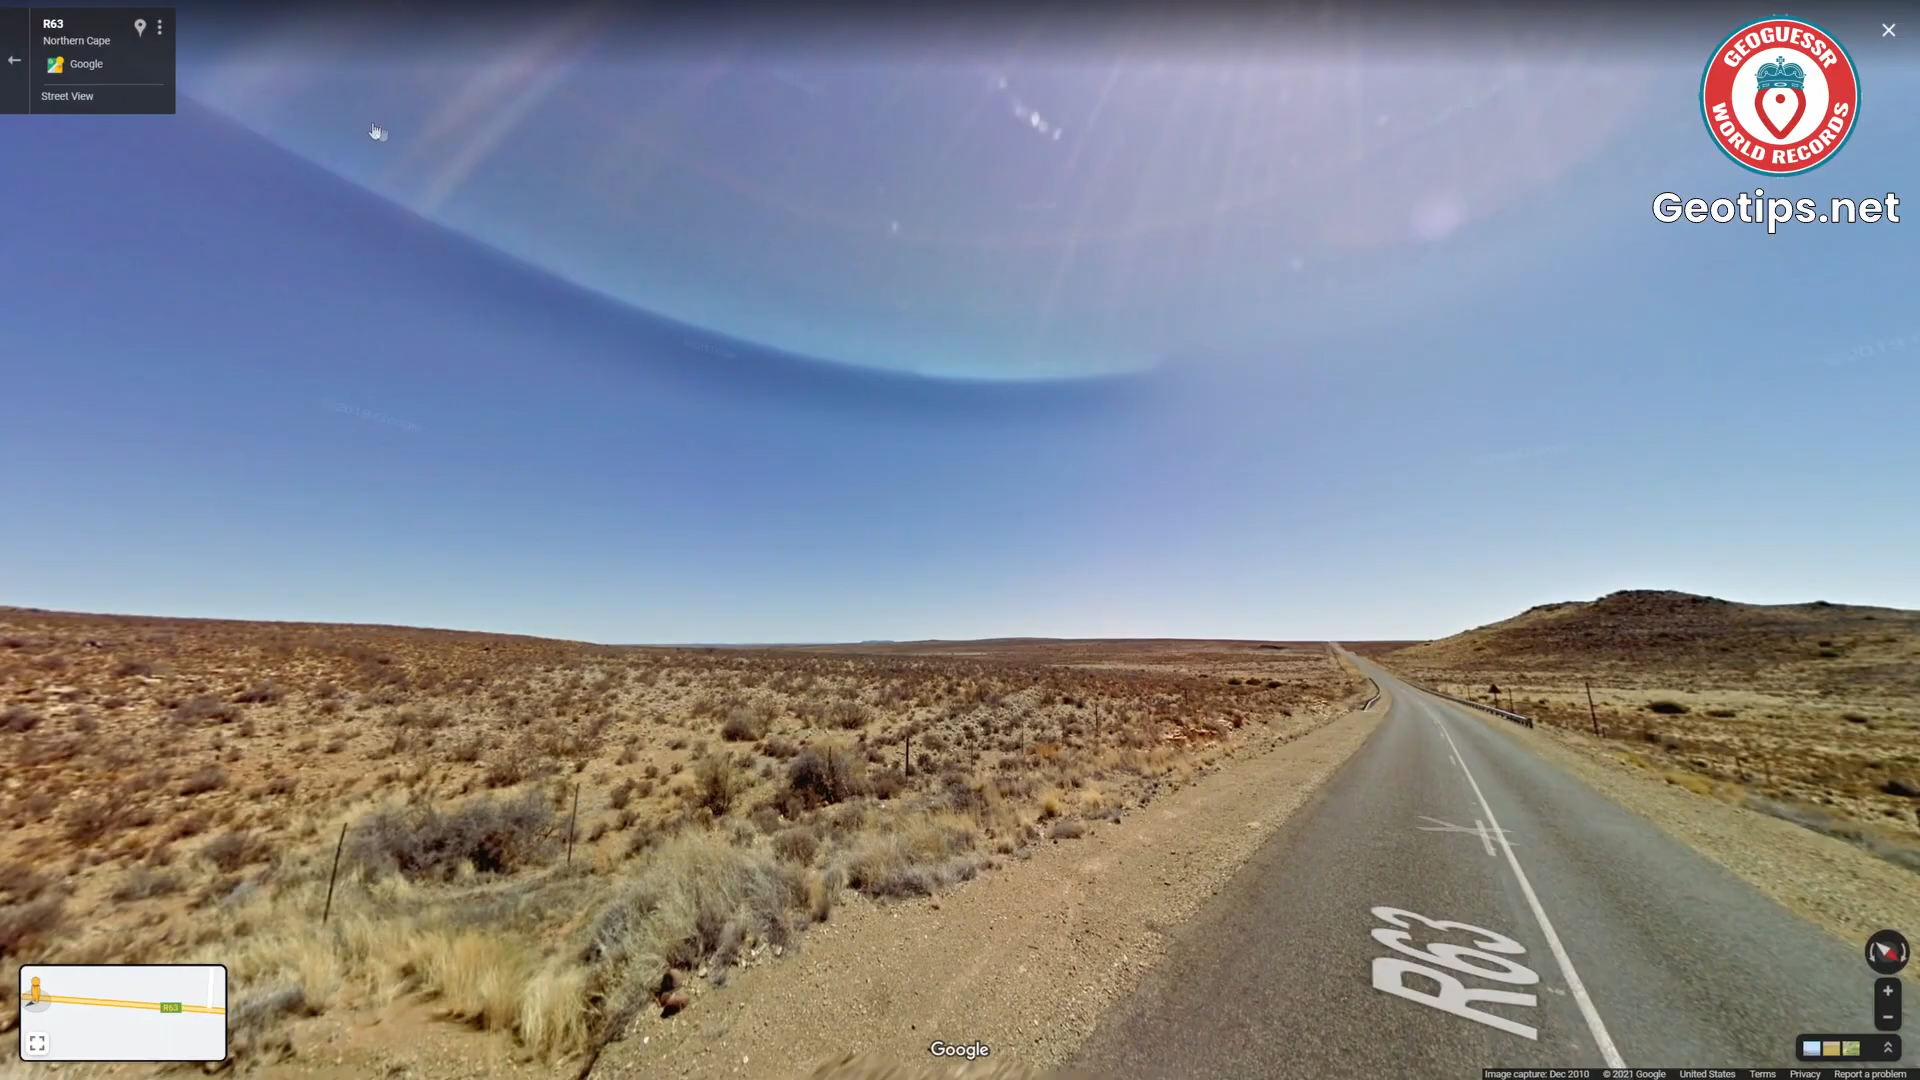 R63
Northern Cape
Google
Street View
GEOGUESSR
WORLD RECORDS
Geotips.net
R63
R63
Google
Image capture: Dec 2010 © 2021 Google United States Terms Privacy Report a problem